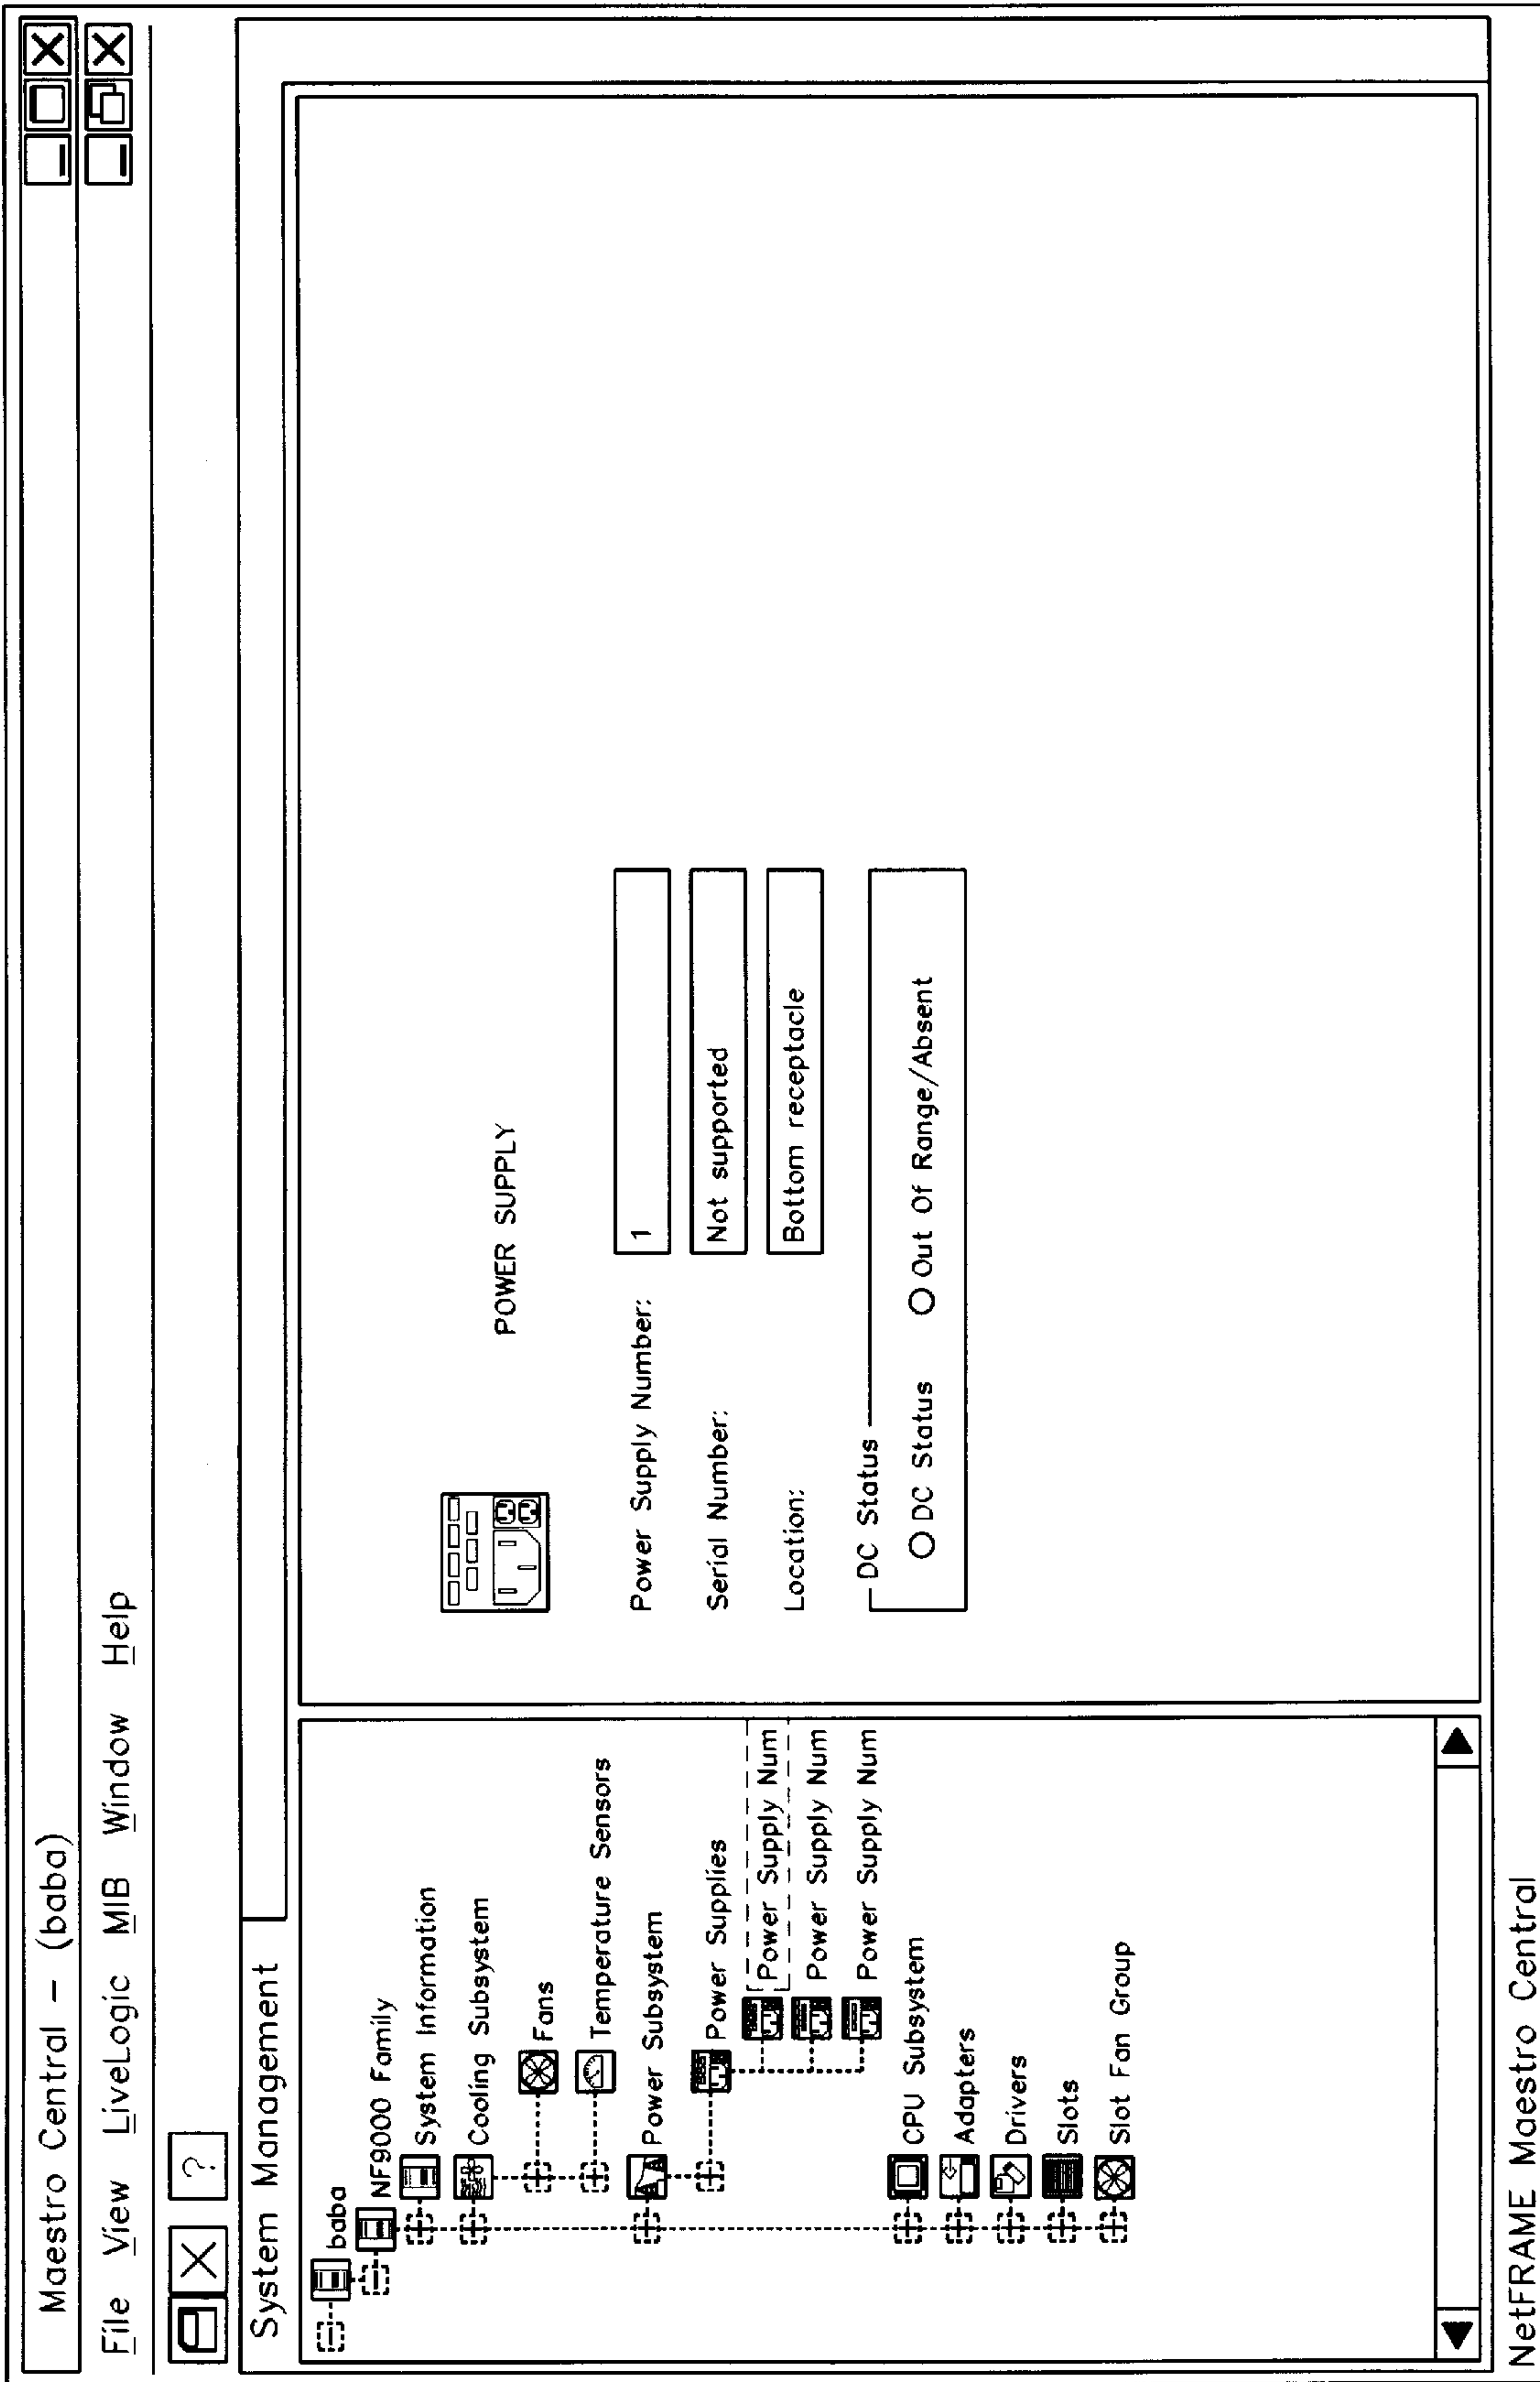 Maestro Central – (baba)
File View LiveLogic MIB Window Help
?
System Management
baba
NF9000 Family
System Information
Cooling Subsystem
Fans
Temperature Sensors
Power Subsystem
Power Supplies
Power Supply Num
Power Supply Num
Power Supply Num
CPU Subsystem
Adapters
Drivers
Slots
Slot Fan Group
POWER SUPPLY
Power Supply Number: 1
Serial Number: Not supported
Location: Bottom receptacle
DC Status
DC Status Out Of Range/Absent
NetFRAME Maestro Central